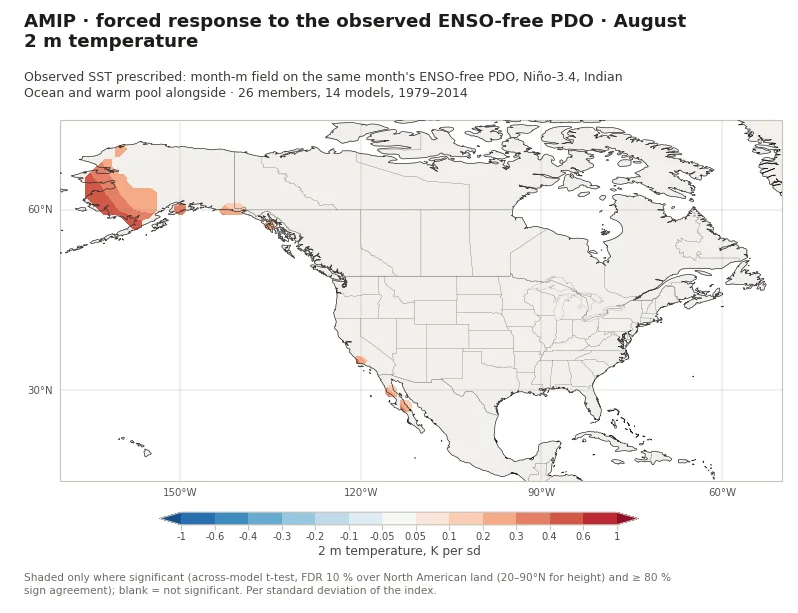 AMIP · forced response to the observed ENSO-free PDO · August
2 m temperature
Observed SST prescribed: month-m field on the same month's ENSO-free PDO, Niño-3.4, Indian
Ocean and warm pool alongside · 26 members, 14 models, 1979–2014
60°N
30°N
150°W 120°W 90°W 60°W
-1 -0.6 -0.4 -0.3 -0.2 -0.1 -0.05 0.05 0.1 0.2 0.3 0.4 0.6 1
2 m temperature, K per sd
Shaded only where significant (across-model t-test, FDR 10 % over North American land (20–90°N for height) and ≥ 80 %
sign agreement); blank = not significant. Per standard deviation of the index.